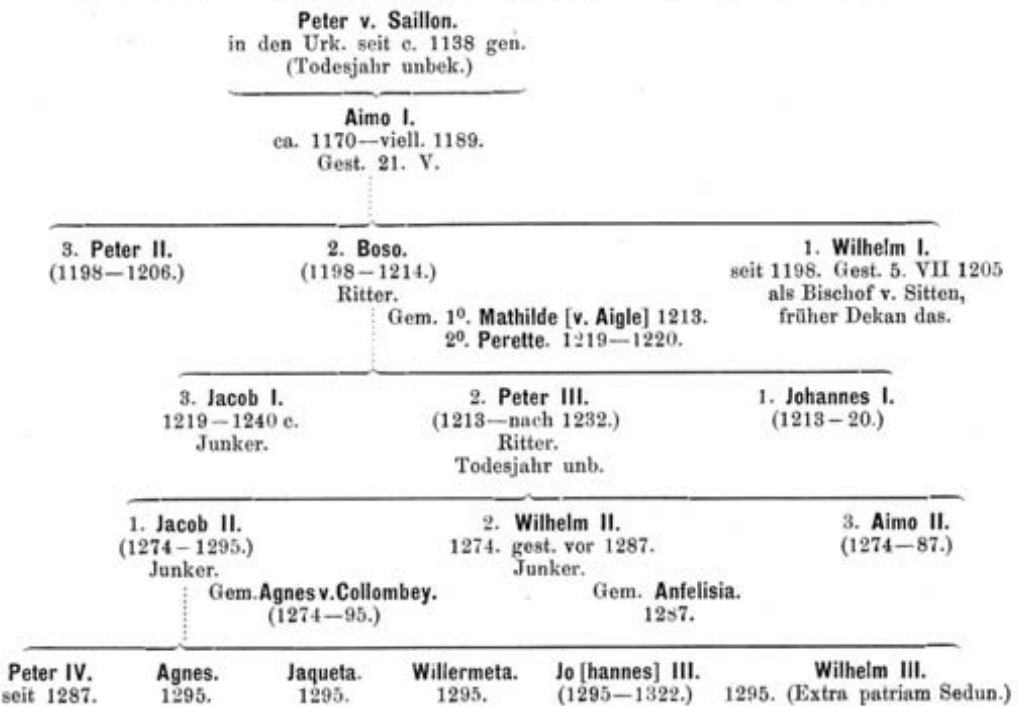 Peter v. Saillon.
in den Urk. seit c. 1138 gen.
(Todesjahr unbek.)
Aimo I.
ca. 1170—viell. 1189.
Gest. 21. V.
3. Peter II.
(1198—1206.)
2. Boso.
(1198—1214.)
Ritter.
Gem. 1⁰. Mathilde [v. Aigle] 1213.
2⁰. Perette. 1219—1220.
1. Wilhelm I.
seit 1198. Gest. 5. VII 1205
als Bischof v. Sitten,
früher Dekan das.
3. Jacob I.
1219—1240 c.
Junker.
2. Peter III.
(1213—nach 1232.)
Ritter.
Todesjahr unb.
1. Johannes I.
(1213—20.)
1. Jacob II.
(1274—1295.)
Junker.
Gem. Agnes v. Collombey.
(1274—95.)
2. Wilhelm II.
1274. gest. vor 1287.
Junker.
Gem. Anfelisia.
1287.
3. Aimo II.
(1274—87.)
Peter IV.
seit 1287.
Agnes.
1295.
Jaqueta.
1295.
Willermeta.
1295.
Jo [hannes] III.
(1295—1322.)
Wilhelm III.
1295. (Extra patriam Sedun.)